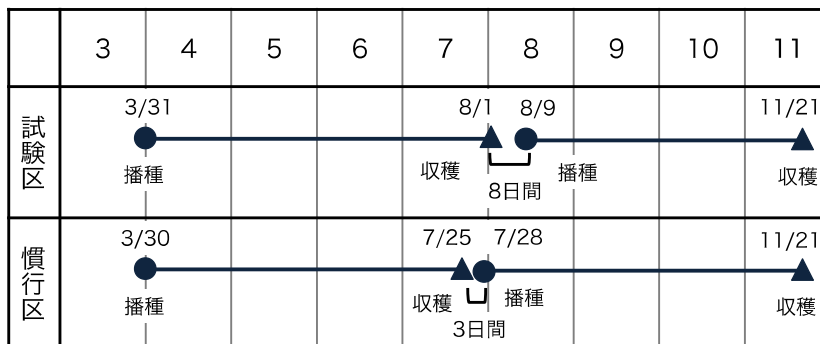 3 4 5 6 7 8 9 10 11
試験区
3/31 8/1 8/9 11/21
播種 収穫 播種 収穫
8日間
慣行区
3/30 7/25 7/28 11/21
播種 収穫 播種 収穫
3日間